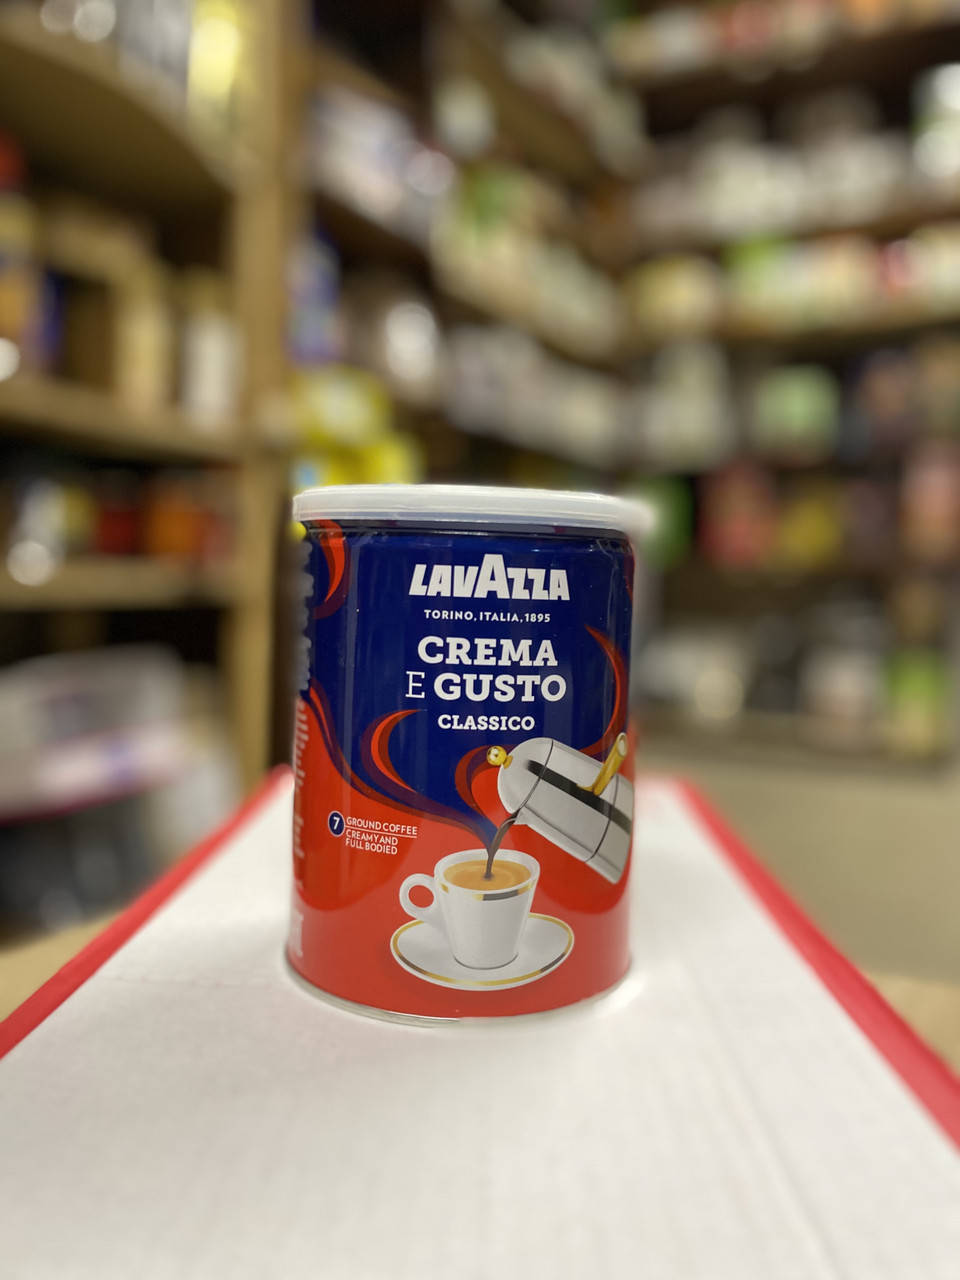 LAVAZZA
TORINO, ITALIA, 1895
CREMA
E GUSTO
CLASSICO
7
GROUND COFFEE
CREAMY AND
FULL BODIED